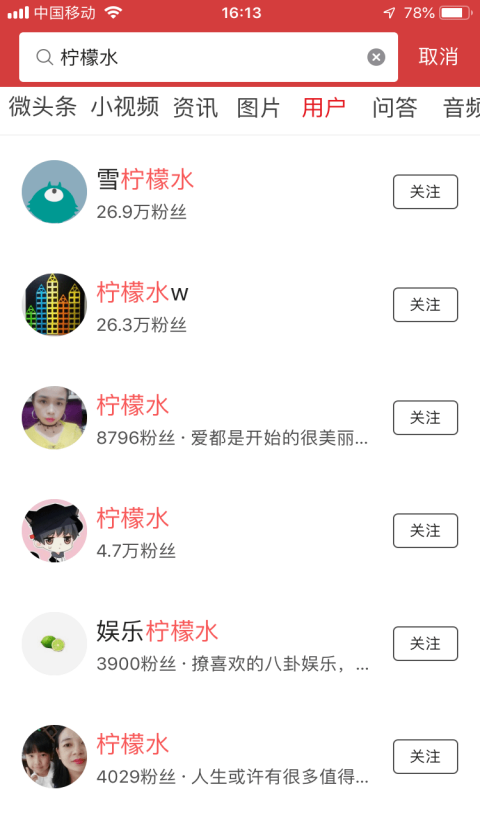 中国移动 16:13 78%
柠檬水 取消
微头条 小视频 资讯 图片 用户 问答 音频
雪柠檬水
26.9万粉丝
关注
柠檬水w
26.3万粉丝
关注
柠檬水
8796粉丝 · 爱都是开始的很美丽...
关注
柠檬水
4.7万粉丝
关注
娱乐柠檬水
3900粉丝 · 撩喜欢的八卦娱乐，...
关注
柠檬水
4029粉丝 · 人生或许有很多值得...
关注